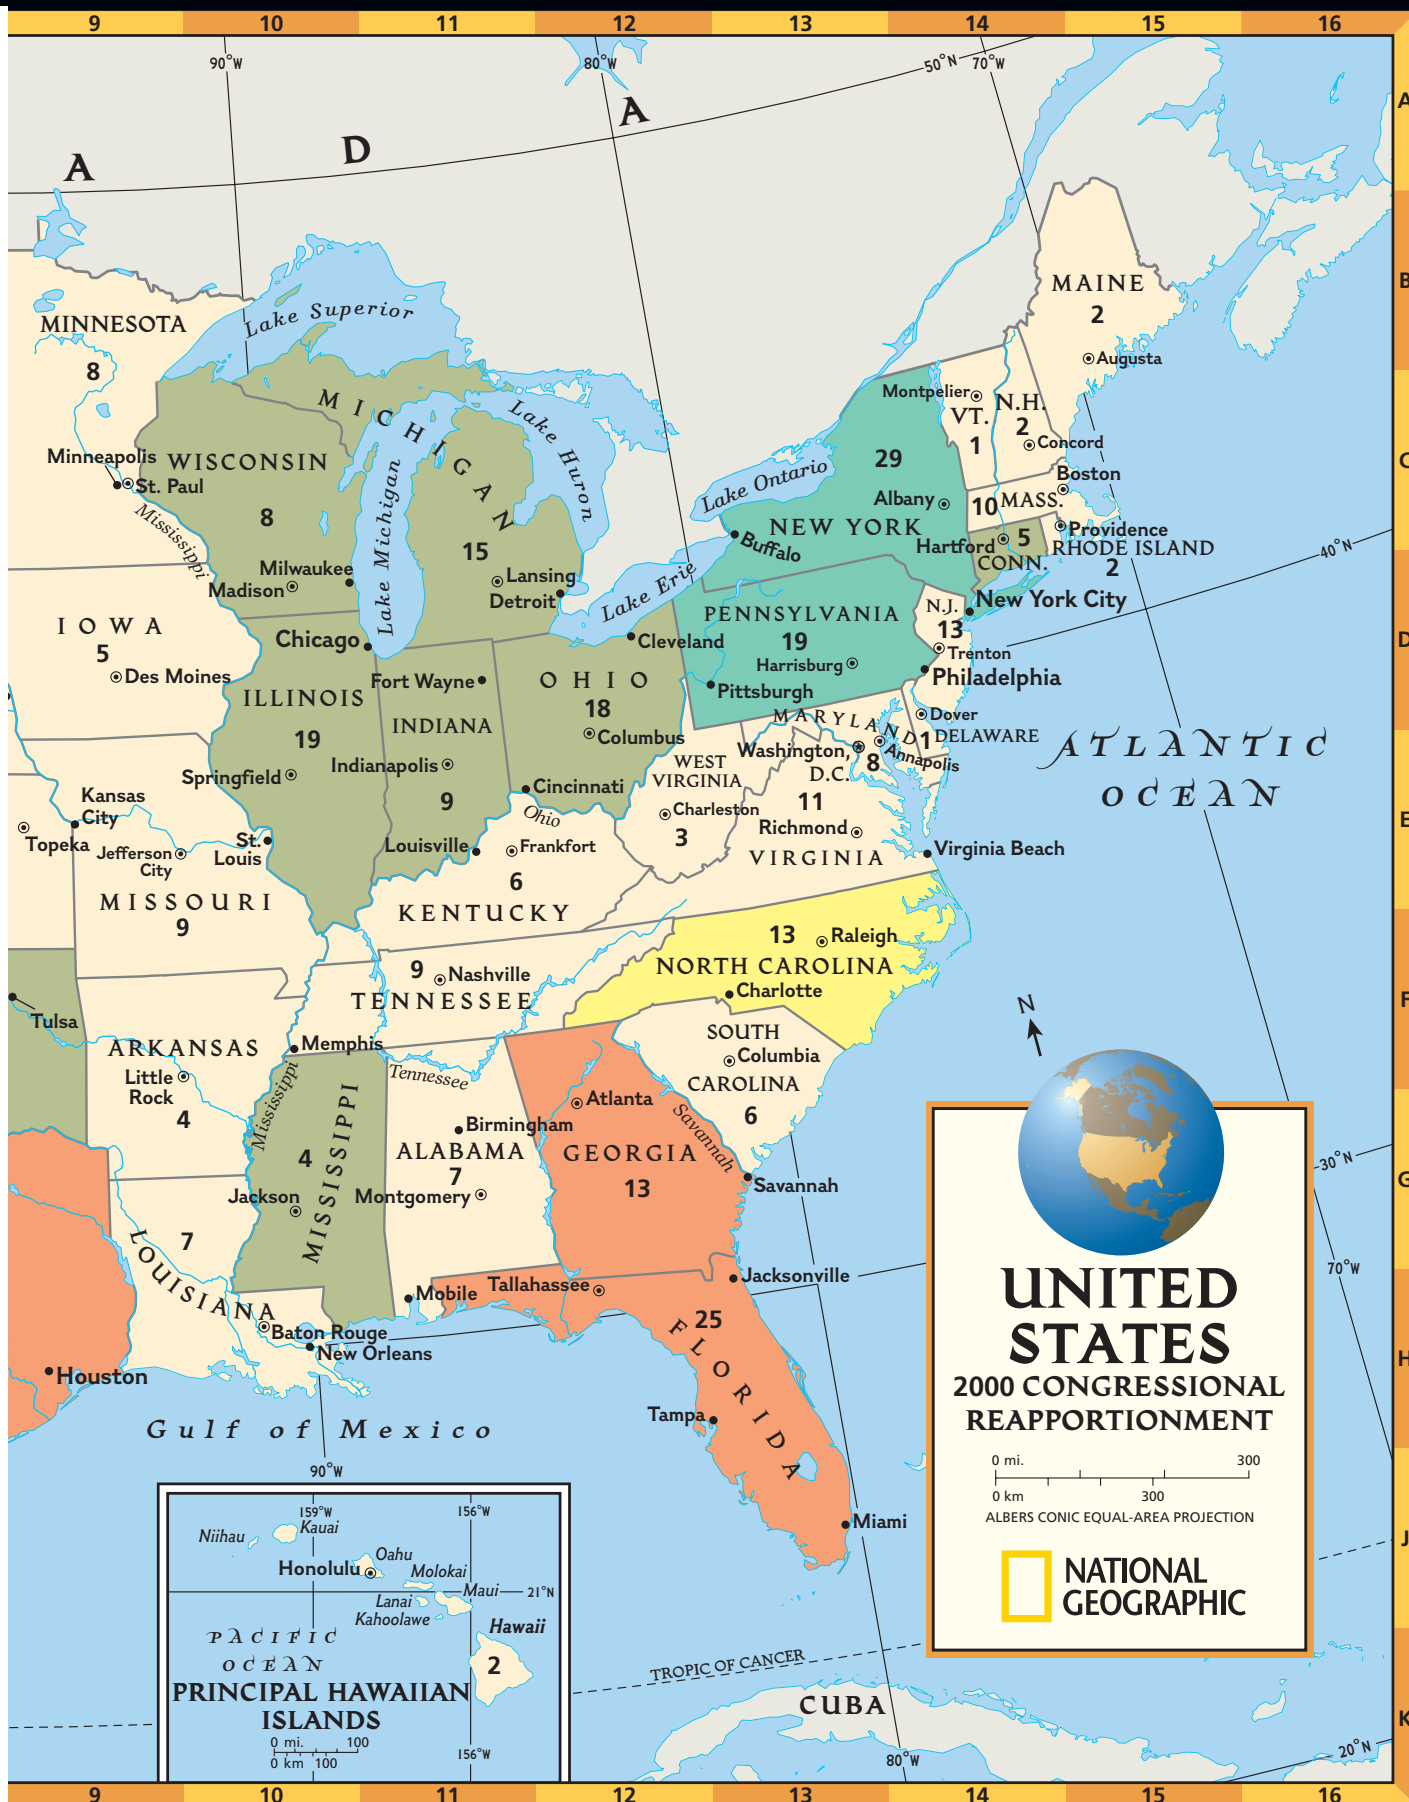 9 10 11 12 13 14 15 16
90°W 80°W 50°N 70°W
A D A
A
B
C
D
E
F
G
H
J
K
MAINE
2
Augusta
Lake Superior
MINNESOTA
8
Minneapolis
St. Paul
Mississippi
WISCONSIN
8
Milwaukee
Madison
MICHIGAN
15
Lansing
Detroit
Lake Michigan
Lake Huron
Lake Ontario
Lake Erie
Montpelier
VT.
1
N.H.
2
Concord
Boston
10 MASS.
Providence
RHODE ISLAND
2
Hartford
5
CONN.
40°N
29
Albany
NEW YORK
Buffalo
New York City
PENNSYLVANIA
19
Harrisburg
Pittsburgh
N.J.
13
Trenton
Philadelphia
IOWA
5
Des Moines
Chicago
ILLINOIS
19
Springfield
Fort Wayne
INDIANA
Indianapolis
9
Cleveland
OHIO
18
Columbus
Cincinnati
MARYLAND
8
Annapolis
Dover
1 DELAWARE
Washington,
D.C.
WEST
VIRGINIA
Charleston
3
11
Richmond
VIRGINIA
Virginia Beach
ATLANTIC
OCEAN
Kansas
City
Topeka
Jefferson
City
St.
Louis
MISSOURI
9
Ohio
Louisville
Frankfort
6
KENTUCKY
13
Raleigh
NORTH CAROLINA
Charlotte
9
Nashville
TENNESSEE
Tulsa
ARKANSAS
Little
Rock
4
Memphis
Mississippi
Tennessee
SOUTH
Columbia
CAROLINA
6
4
Jackson
MISSISSIPPI
Birmingham
ALABAMA
7
Montgomery
Atlanta
GEORGIA
13
Savannah
Savannah
7
LOUISIANA
Baton Rouge
New Orleans
Mobile
Tallahassee
Jacksonville
25
FLORIDA
Houston
Tampa
Miami
Gulf of Mexico
90°W
30°N
70°W
N
UNITED
STATES
2000 CONGRESSIONAL
REAPPORTIONMENT
0 mi. 300
0 km 300
ALBERS CONIC EQUAL-AREA PROJECTION
NATIONAL
GEOGRAPHIC
159°W 156°W
Niihau
Kauai
Oahu
Honolulu
Molokai
Maui
21°N
Lanai
Kahoolawe
Hawaii
2
PACIFIC
OCEAN
PRINCIPAL HAWAIIAN
ISLANDS
0 mi. 100
0 km 100
156°W
TROPIC OF CANCER
CUBA
80°W
20°N
9 10 11 12 13 14 15 16